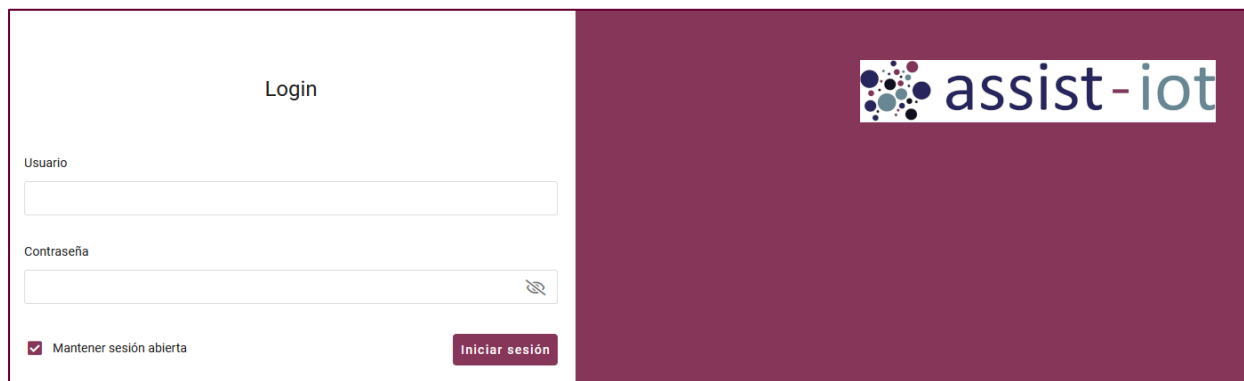 Login
Usuario
Contraseña
Mantener sesión abierta
Iniciar sesión
assist-iot